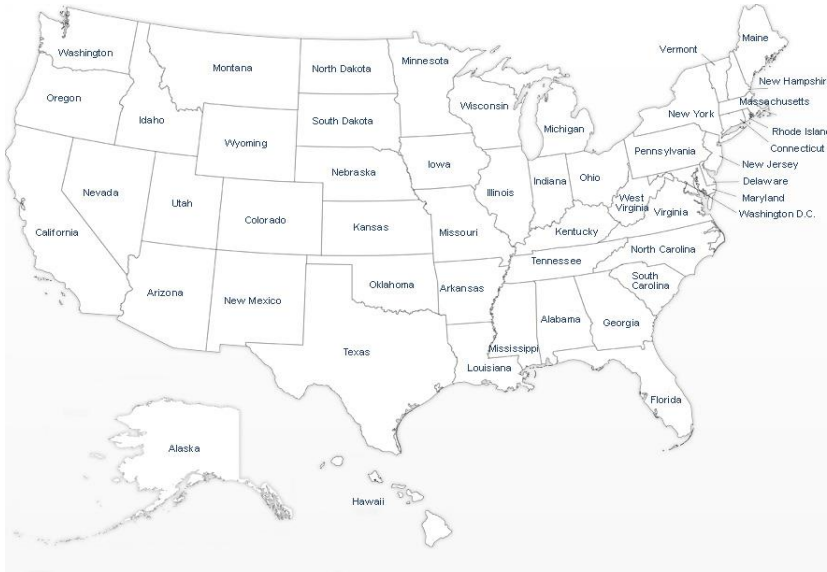 Maine
Vermont
Washington
Montana
North Dakota
Minnesota
New Hampshir
Oregon
Idaho
Wisconsin
Massachusetts
New York
South Dakota
Michigan
Rhode Islan
Wyoming
Connecticut
Pennsylvania
Iowa
New Jersey
Nebraska
Ohio
Indiana
Illinois
Delaware
Nevada
Utah
West
Virginia
Maryland
Virginia
Washington D.C.
Colorado
Kansas
California
Missouri
Kentucky
North Carolina
Tennessee
South
Carolina
Arizona
New Mexico
Oklahoma
Arkansas
Alabama
Georgia
Texas
Mississippi
Louisiana
Florida
Alaska
Hawaii